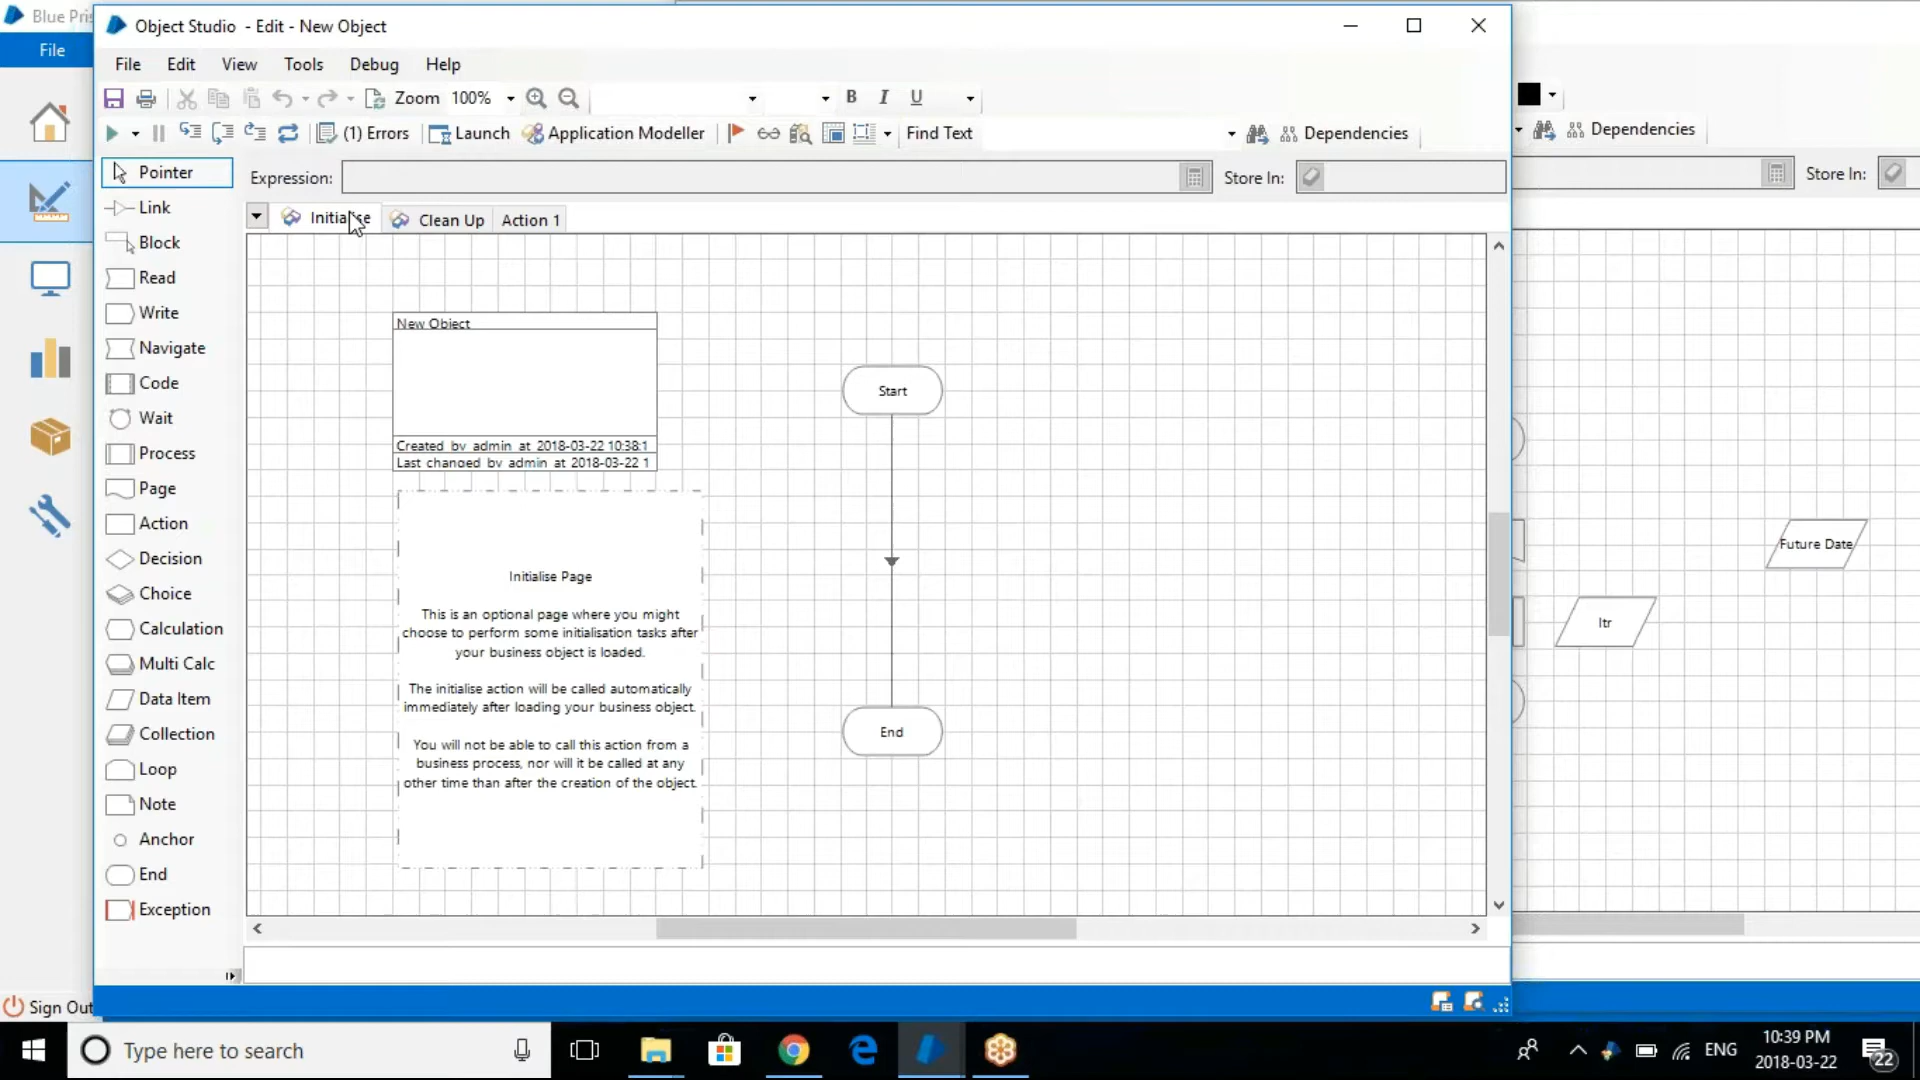 Blue Pris
Object Studio - Edit - New Object
File
File Edit View Tools Debug Help
Zoom 100% B I U
(1) Errors Launch Application Modeller Find Text Dependencies
Dependencies
Pointer
Expression:
Store In:
Store In:
Link
Initialise Clean Up Action 1
Block
Read
Write
Navigate
Code
Wait
Process
Page
Action
Decision
Choice
Calculation
Multi Calc
Data Item
Collection
Loop
Note
Anchor
End
Exception
New Object
Created by admin at 2018-03-22 10:38:1
Last changed by admin at 2018-03-22 1
Initialise Page
This is an optional page where you might
choose to perform some initialisation tasks after
your business object is loaded.
The initialise action will be called automatically
immediately after loading your business object.
You will not be able to call this action from a
business process, nor will it be called at any
other time than after the creation of the object.
Start
End
Future Date
Itr
Sign Out
Type here to search
ENG
10:39 PM
2018-03-22
22